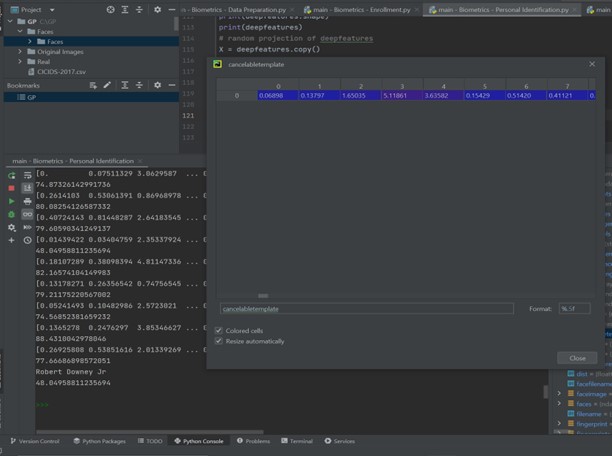 Project
main - Biometrics - Data Preparation.py
main - Biometrics - Enrollment.py
main - Biometrics - Personal Identification.py
main
GP CS/GP
Faces
Faces
Original Images
Real
CICIDS-2017.csv
Bookmarks
GP
112
print(deepfeatures.shape)
113
print(deepfeatures)
114
# random projection of deepfeatures
115
X = deepfeatures.copy()
116
117
118
119
120
121
122
123
cancelabletemplate
0 1 2 3 4 5 6 7
0 0.06898 0.13797 1.65035 5.11861 3.63582 0.15429 0.51420 0.41121 0.
cancelabletemplate
Format: %.5f
Colored cells
Resize automatically
Close
main - Biometrics - Personal Identification
[0. 0.07511329 3.0629587 ... 0
74.87326142991736
[0.2614103 0.53061391 0.86968978 ... 0
80.08254126587332
[0.40724143 0.81448287 2.64183545 ... 0
79.60590341249137
[0.01439422 0.03404759 2.35337924 ... 0
48.04958811235694
[0.18107289 0.38098394 4.81147336 ... 0
82.16574104149983
[0.13178271 0.26356542 0.74756545 ... 0
79.21175220567002
[0.05241493 0.10482986 2.5723021 ... 0
74.56852381659232
[0.1365278 0.2476297 3.85346627 ... 0
88.4310042978046
[0.26925808 0.53851616 2.01339269 ... 0
77.66686898572051
Robert Downey Jr
48.04958811235694
>>>
dist
facefilename
faceimage
faces
filename
fingerprint
Version Control
Python Packages
TODO
Python Console
Problems
Terminal
Services